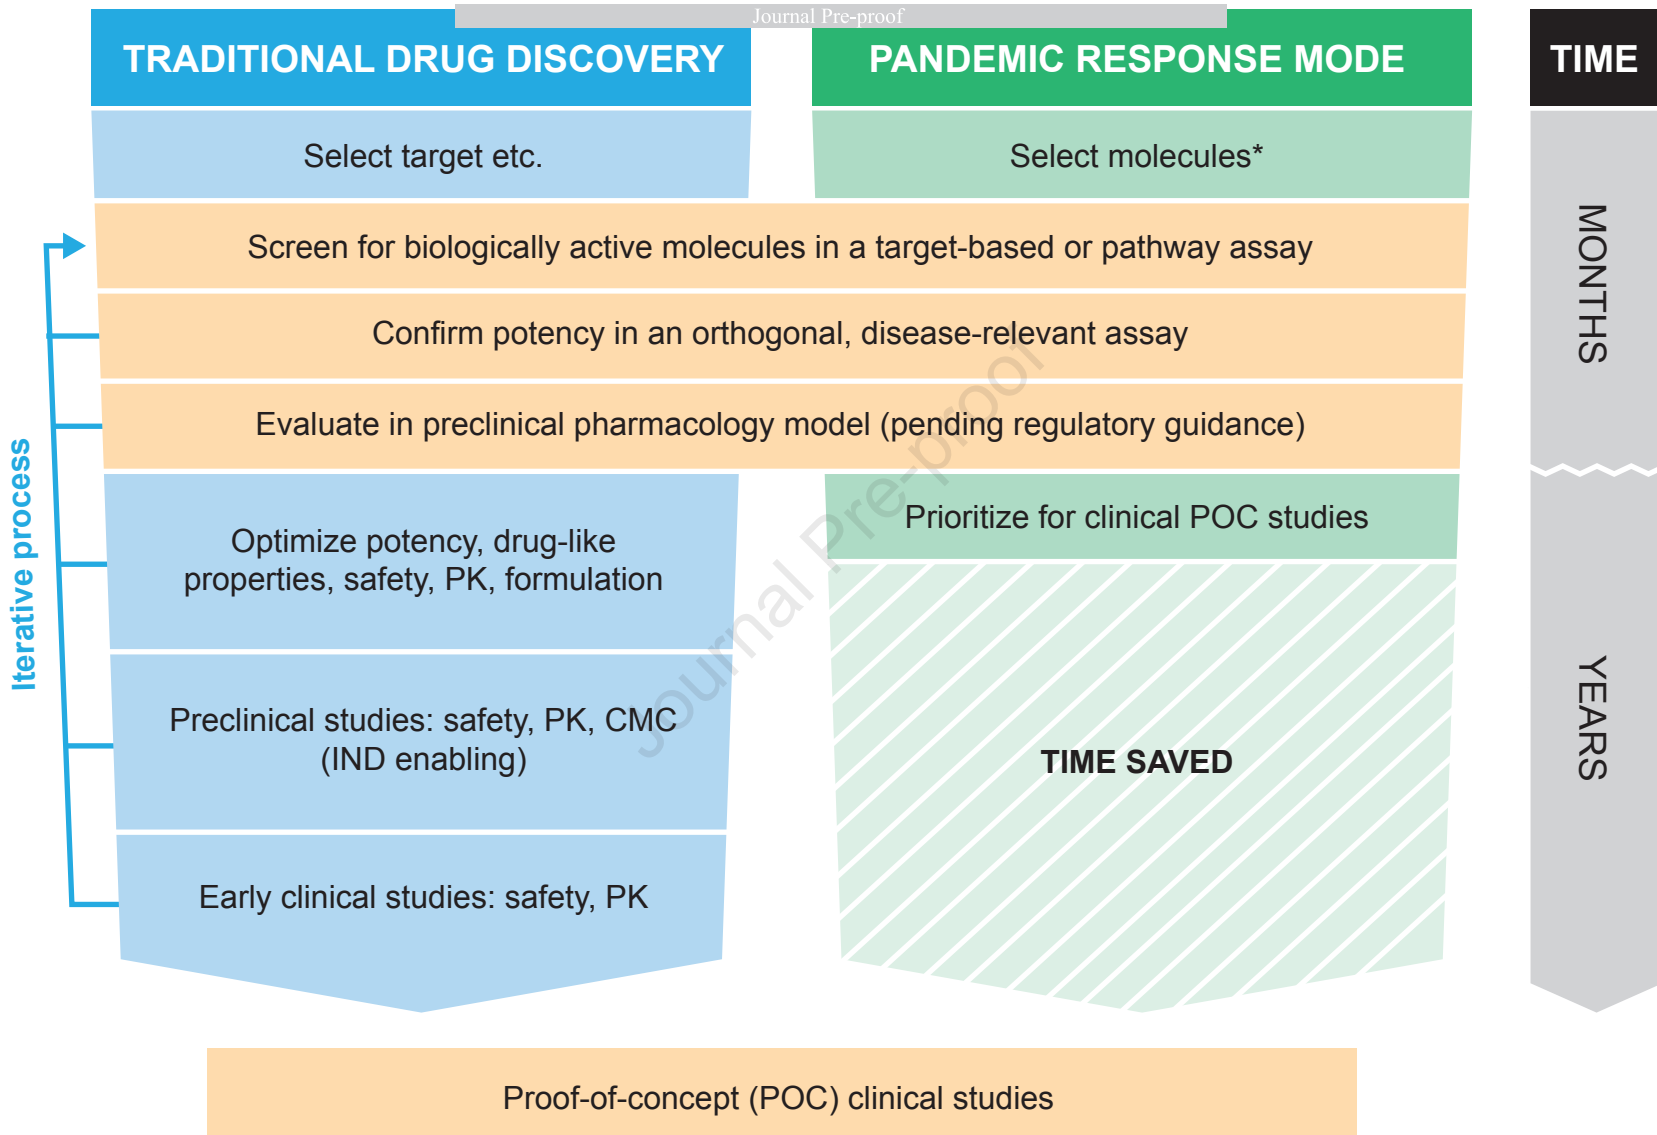 Journal Pre-proof
TRADITIONAL DRUG DISCOVERY
PANDEMIC RESPONSE MODE
TIME
Select target etc.
Select molecules*
Screen for biologically active molecules in a target-based or pathway assay
Confirm potency in an orthogonal, disease-relevant assay
Evaluate in preclinical pharmacology model (pending regulatory guidance)
MONTHS
Iterative process
Optimize potency, drug-like
properties, safety, PK, formulation
Prioritize for clinical POC studies
Preclinical studies: safety, PK, CMC
(IND enabling)
TIME SAVED
YEARS
Early clinical studies: safety, PK
Proof-of-concept (POC) clinical studies
Journal Pre-proof